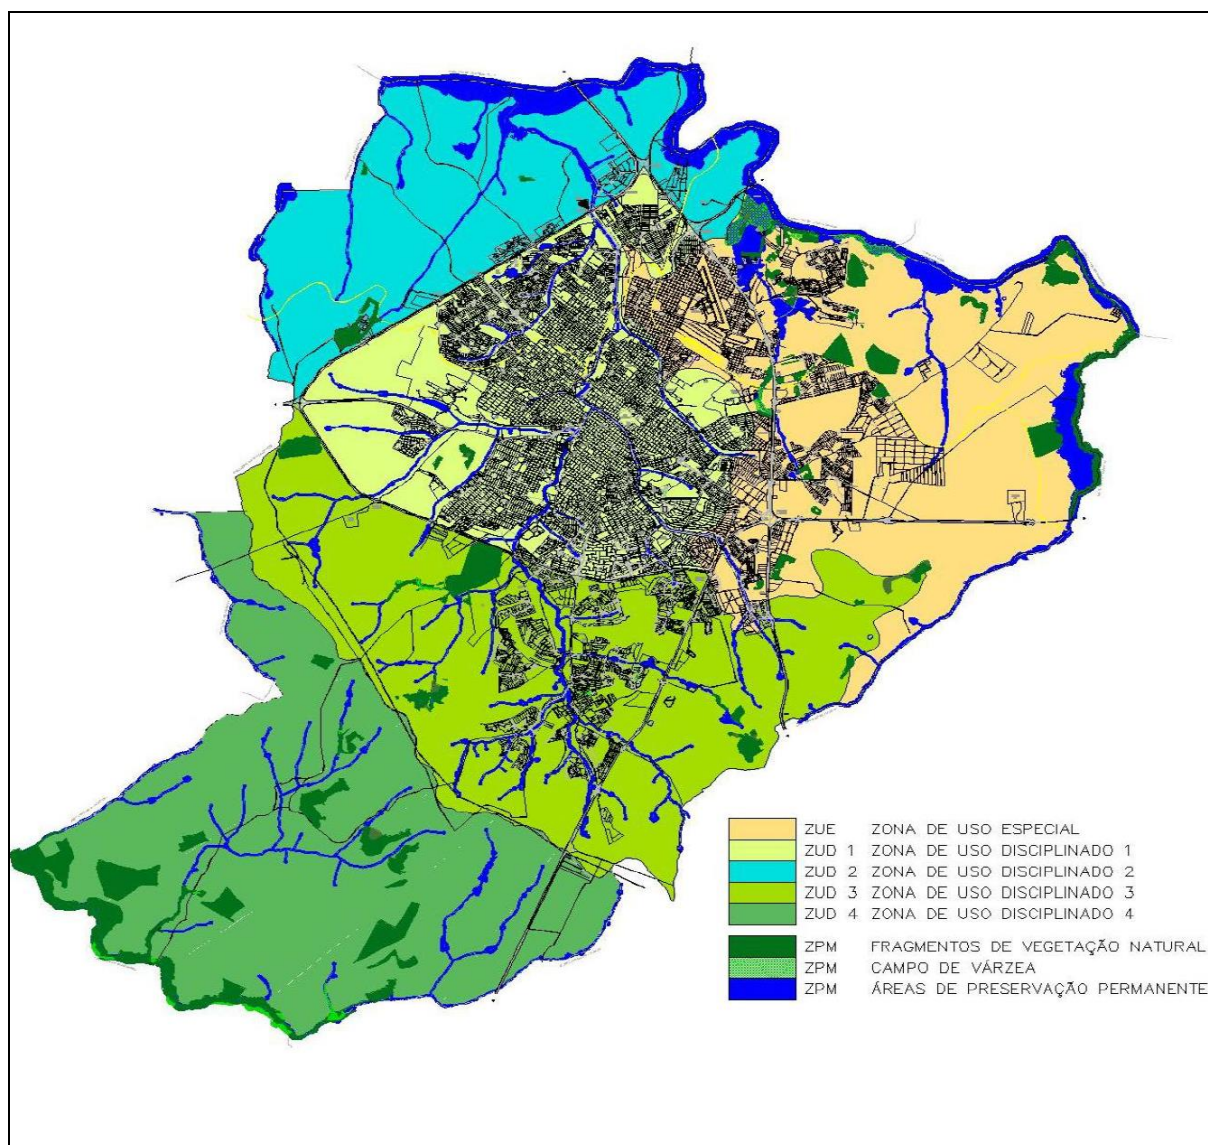 ZUE ZONA DE USO ESPECIAL
ZUD 1 ZONA DE USO DISCIPLINADO 1
ZUD 2 ZONA DE USO DISCIPLINADO 2
ZUD 3 ZONA DE USO DISCIPLINADO 3
ZUD 4 ZONA DE USO DISCIPLINADO 4
ZPM FRAGMENTOS DE VEGETAÇÃO NATURAL
ZPM CAMPO DE VÁRZEA
ZPM ÁREAS DE PRESERVAÇÃO PERMANENTE